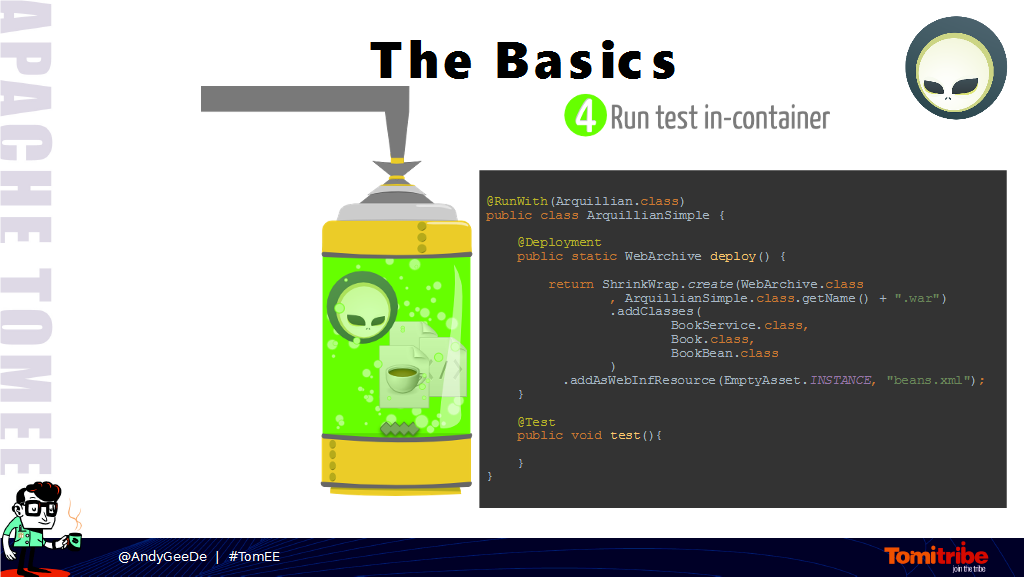 APACHE TOMEE
The Basics
4 Run test in-container
@RunWith(Arquillian.class)
public class ArquillianSimple {
@Deployment
public static WebArchive deploy() {
return ShrinkWrap.create(WebArchive.class
, ArquillianSimple.class.getName() + ".war")
.addClasses(
BookService.class,
Book.class,
BookBean.class
)
.addAsWebInfResource(EmptyAsset.INSTANCE, "beans.xml");
}
@Test
public void test(){
}
}
</>
@AndyGeeDe | #TomEE
Tomitribe
join the tribe